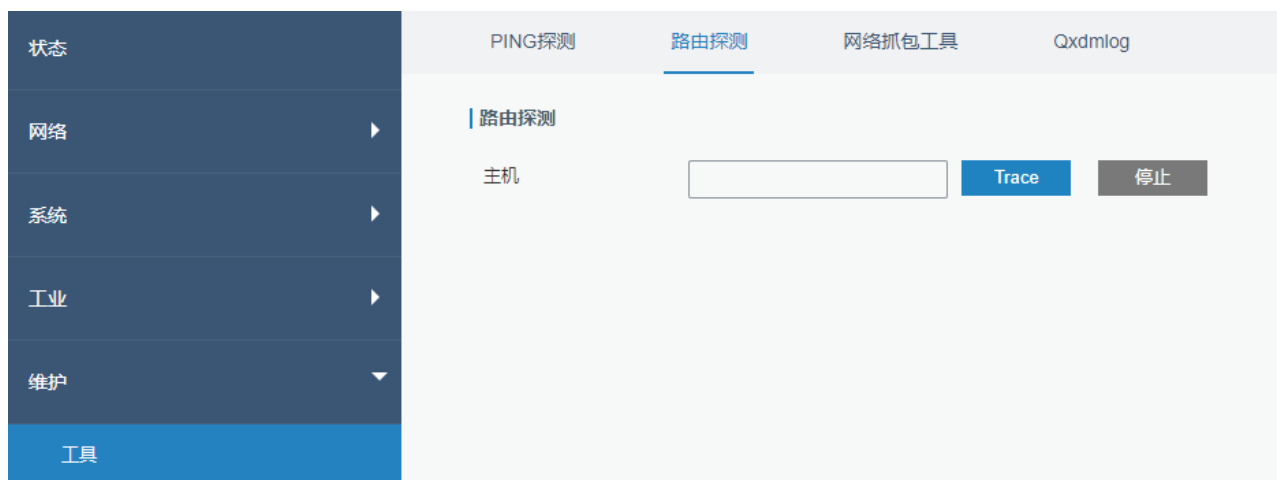 状态
网络
系统
工业
维护
工具
PING探测 路由探测 网络抓包工具 Qxdmlog
路由探测
主机 Trace 停止